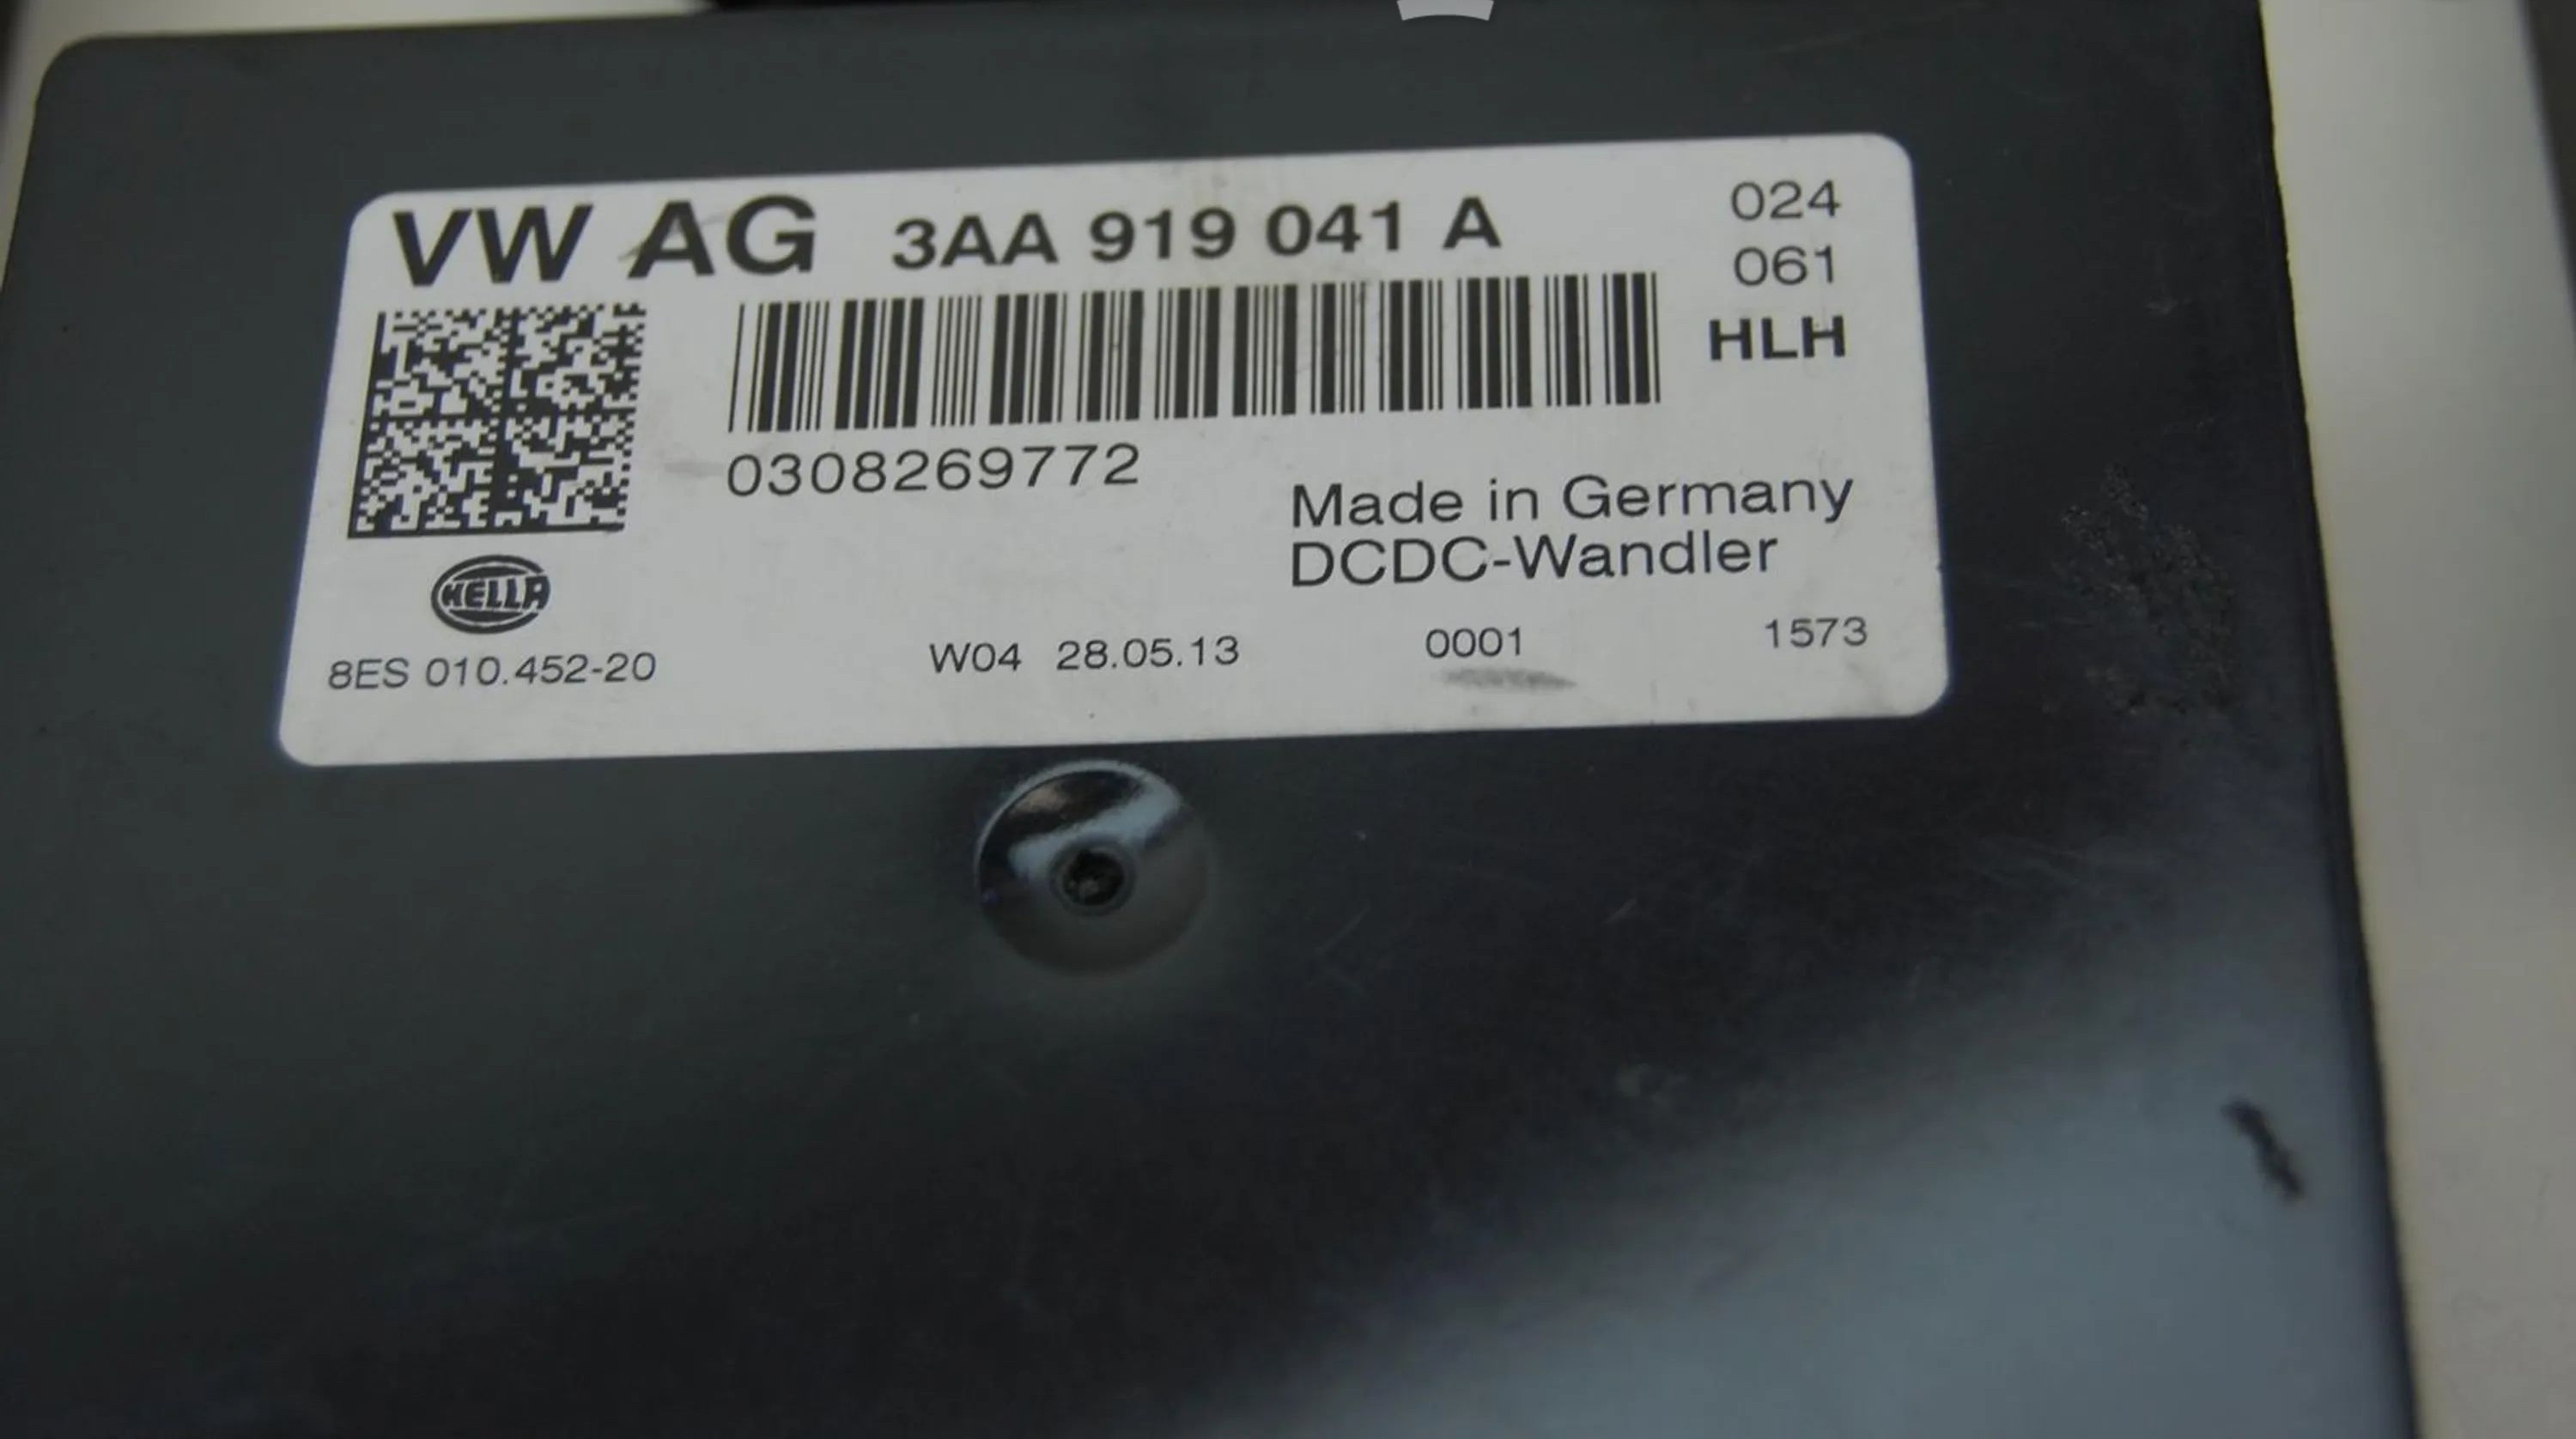 VW AG 3AA 919 041 A
024
061
HLH
0308269772
Made in Germany
DCDC-Wandler
HELLA
8ES 010.452-20 W04 28.05.13 0001 1573